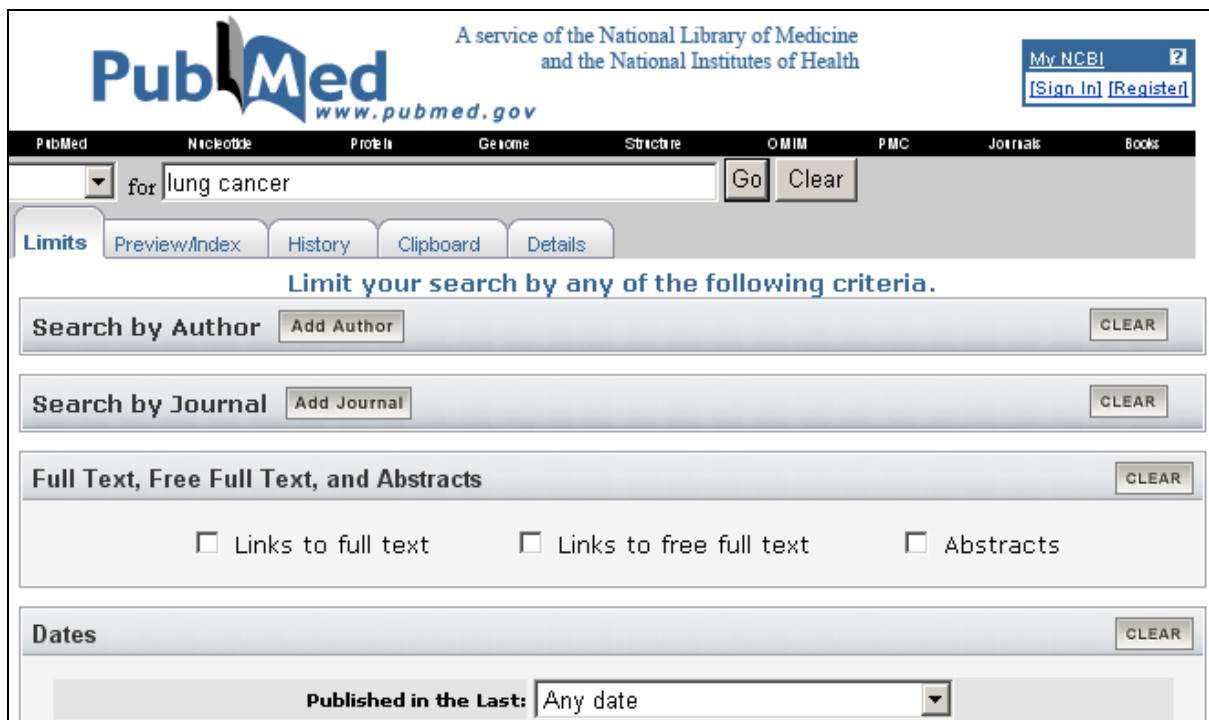 PubMed
www.pubmed.gov
A service of the National Library of Medicine
and the National Institutes of Health
My NCBI ?
[Sign In] [Register]
PubMed Nucleotide Protein Genome Structure OMIM PMC Journals Books
for lung cancer Go Clear
Limits Preview/Index History Clipboard Details
Limit your search by any of the following criteria.
Search by Author Add Author CLEAR
Search by Journal Add Journal CLEAR
Full Text, Free Full Text, and Abstracts CLEAR
Links to full text Links to free full text Abstracts
Dates CLEAR
Published in the Last: Any date